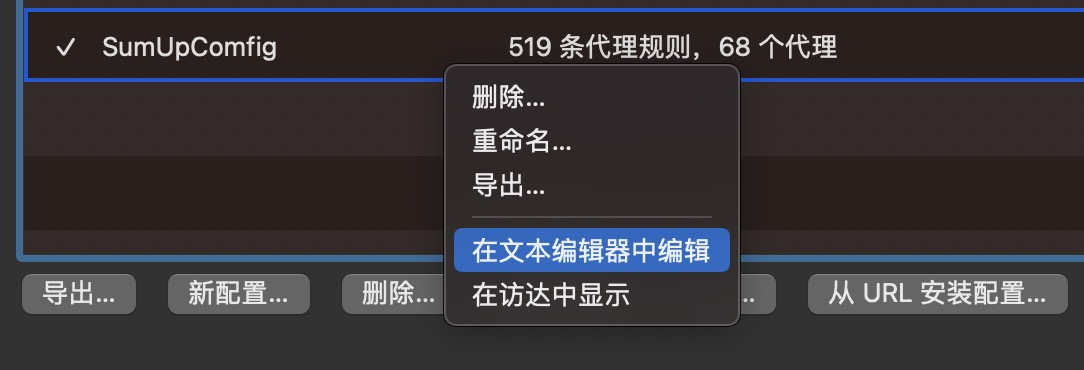 ✓ SumUpComfig 519 条代理规则，68 个代理
删除...
重命名...
导出...
在文本编辑器中编辑
在访达中显示
导出... 新配置... 删除... .. 从 URL 安装配置...